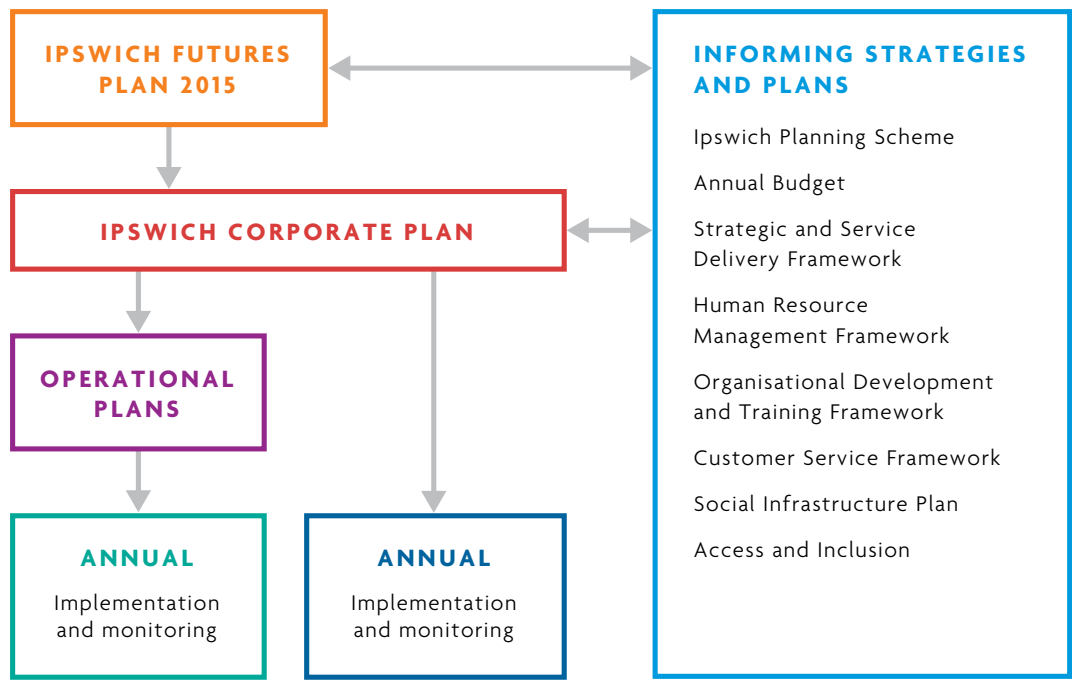 IPSWICH FUTURES
PLAN 2015
IPSWICH CORPORATE PLAN
OPERATIONAL
PLANS
ANNUAL
Implementation
and monitoring
ANNUAL
Implementation
and monitoring
INFORMING STRATEGIES
AND PLANS
Ipswich Planning Scheme
Annual Budget
Strategic and Service
Delivery Framework
Human Resource
Management Framework
Organisational Development
and Training Framework
Customer Service Framework
Social Infrastructure Plan
Access and Inclusion